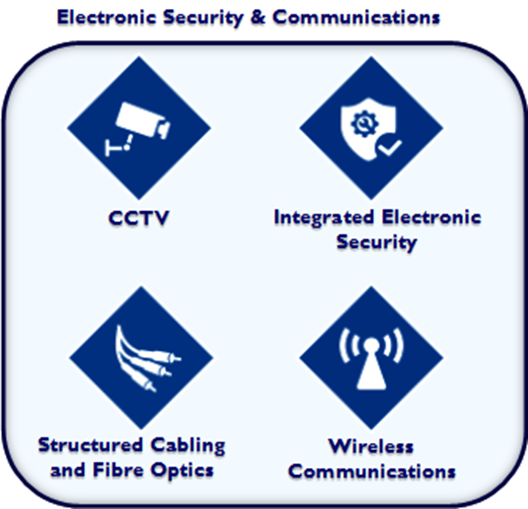 Electronic Security & Communications
CCTV
Integrated Electronic
Security
Structured Cabling
and Fibre Optics
Wireless
Communications